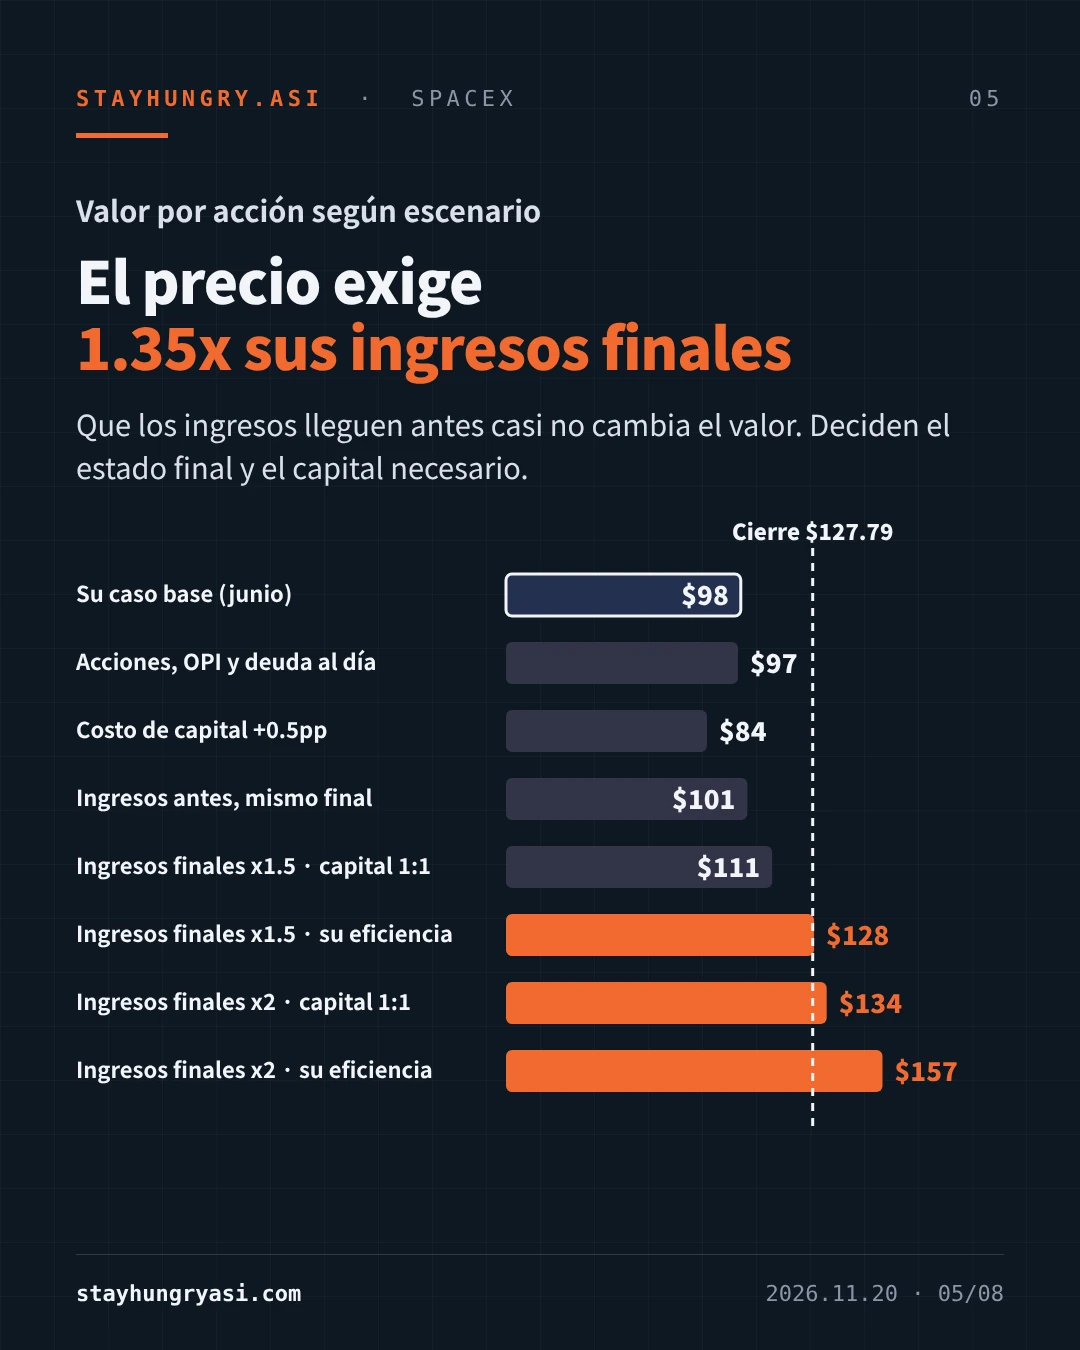 STAYHUNGRY.ASI · SPACEX 05
Valor por acción según escenario
El precio exige
1.35x sus ingresos finales
Que los ingresos lleguen antes casi no cambia el valor. Deciden el
estado final y el capital necesario.
Cierre $127.79
Su caso base (junio) $98
Acciones, OPI y deuda al día $97
Costo de capital +0.5pp $84
Ingresos antes, mismo final $101
Ingresos finales x1.5 · capital 1:1 $111
Ingresos finales x1.5 · su eficiencia $128
Ingresos finales x2 · capital 1:1 $134
Ingresos finales x2 · su eficiencia $157
stayhungryasi.com 2026.11.20 · 05/08